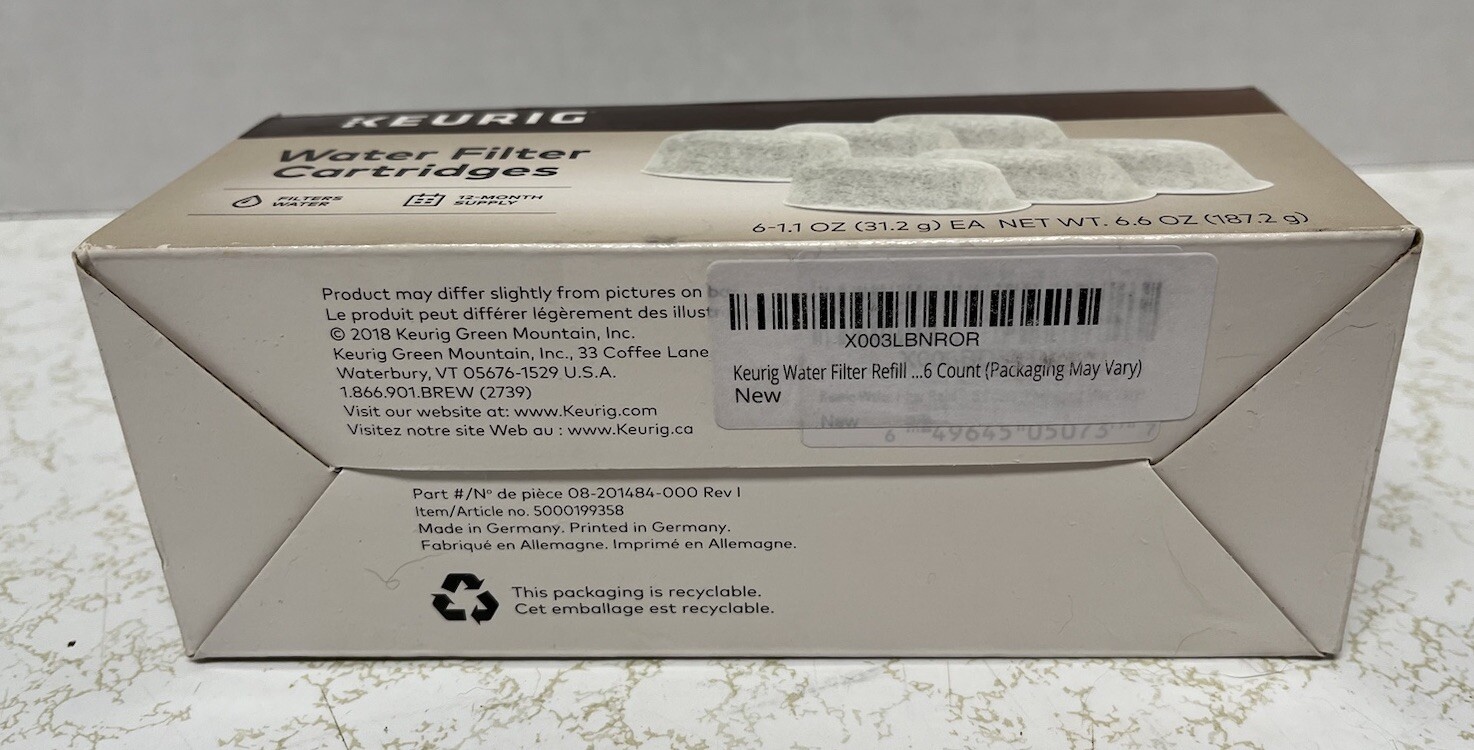 KEURIG
Water Filter
Cartridges
FILTERS
WATER
12-MONTH
SUPPLY
6-1.1 OZ (31.2 g) EA NET WT. 6.6 OZ (187.2 g)
Product may differ slightly from pictures on
Le produit peut différer légèrement des
© 2018 Keurig Green Mountain, Inc.
Keurig Green Mountain, Inc., 33 Coffee Lane
Waterbury, VT 05676-1529 U.S.A.
1.866.901.BREW (2739)
Visit our website at: www.Keurig.com
Visitez notre site Web au : www.Keurig.ca
X003LBNROR
Keurig Water Filter Refill ...6 Count (Packaging May Vary)
New
New
6 49645 05073 7
Part #/Nº de pièce 08-201484-000 Rev I
Item/Article no. 5000199358
Made in Germany. Printed in Germany.
Fabriqué en Allemagne. Imprimé en Allemagne.
This packaging is recyclable.
Cet emballage est recyclable.